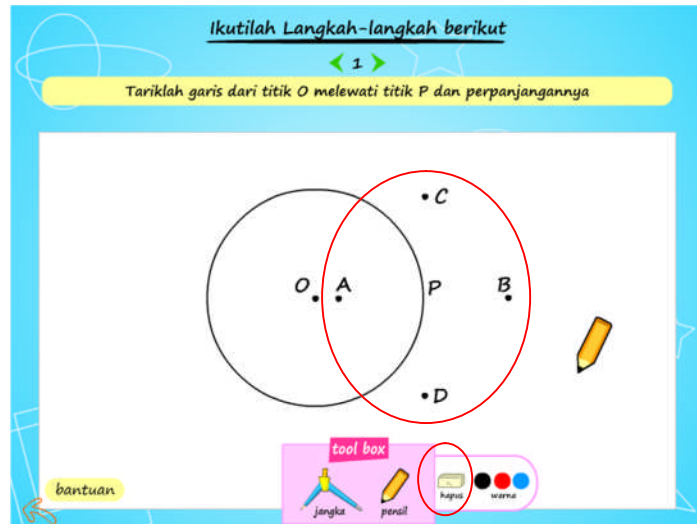 Ikutilah Langkah-langkah berikut
1
Tariklah garis dari titik O melewati titik P dan perpanjangannya
C
O A P B
D
tool box
jangka pensil hapus warna
bantuan